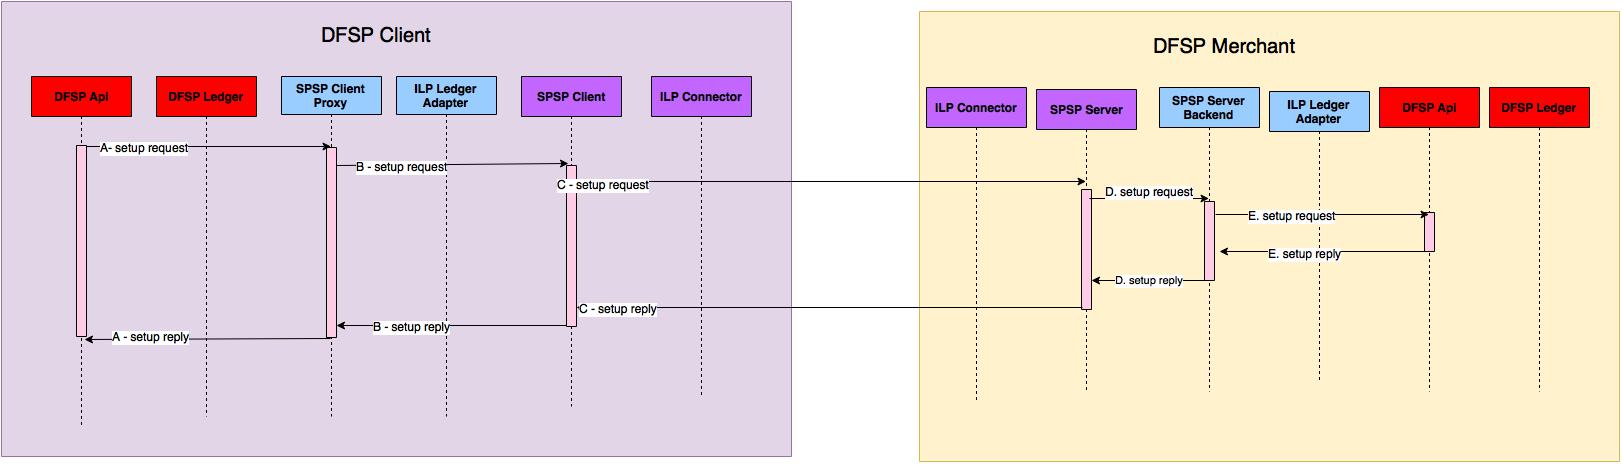 DFSP Client
DFSP Merchant
DFSP Api
DFSP Ledger
SPSP Client
Proxy
ILP Ledger
Adapter
SPSP Client
ILP Connector
ILP Connector
SPSP Server
SPSP Server
Backend
ILP Ledger
Adapter
DFSP Api
DFSP Ledger
A- setup request
B - setup request
C - setup request
D. setup request
E. setup request
E. setup reply
D. setup reply
C - setup reply
B - setup reply
A - setup reply